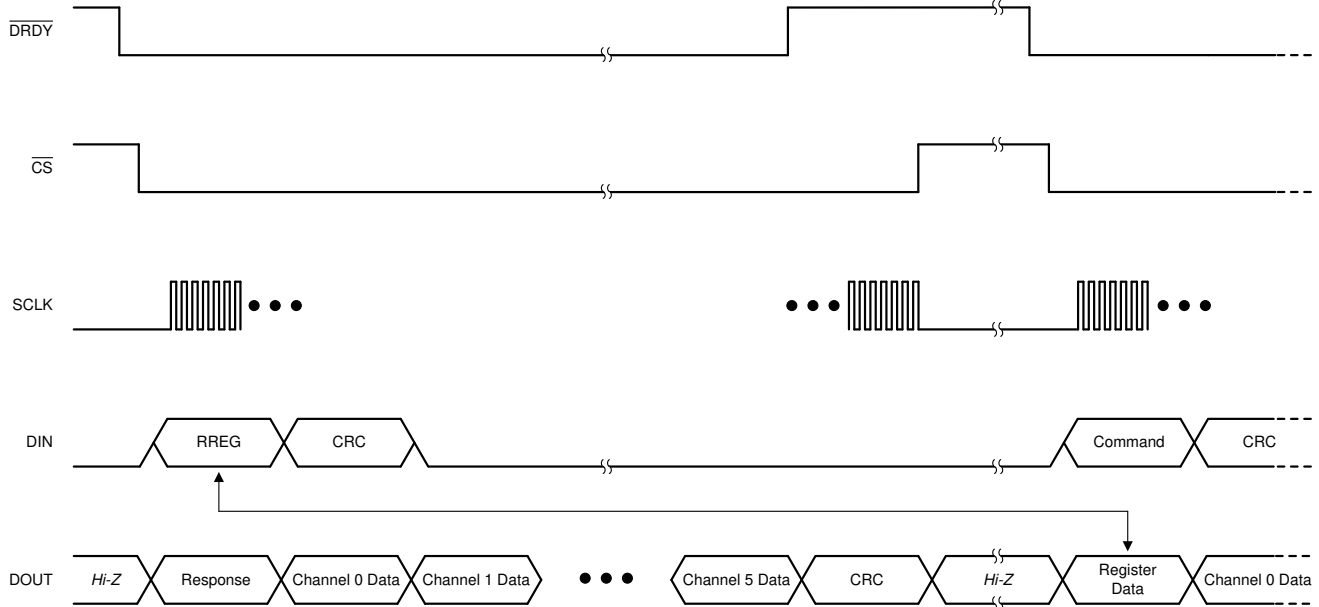 DRDY
CS
SCLK
DIN
RREG
CRC
Command
CRC
DOUT
Hi-Z
Response
Channel 0 Data
Channel 1 Data
Channel 5 Data
CRC
Hi-Z
Register
Data
Channel 0 Data